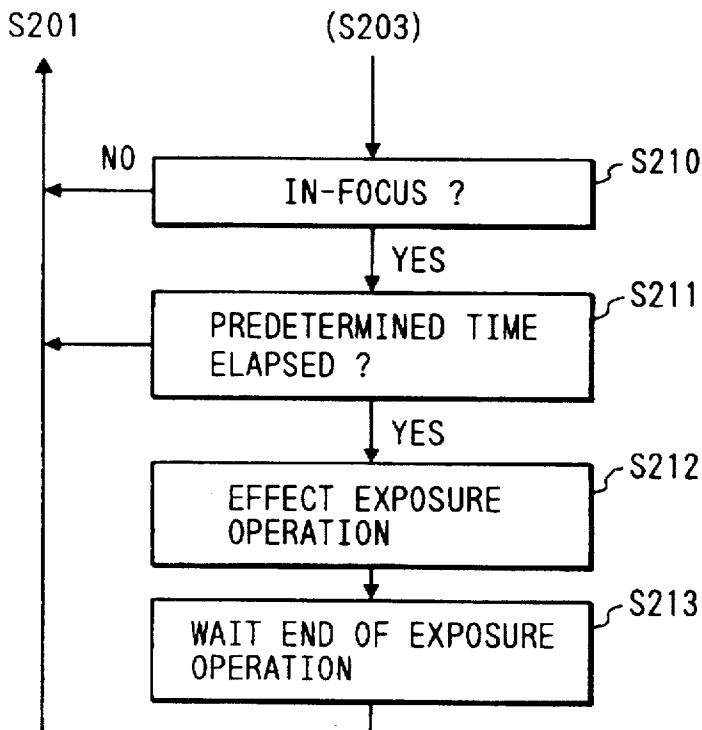 S201
(S203)
NO
IN-FOCUS ?
S210
YES
S211
PREDETERMINED TIME
ELAPSED ?
YES
S212
EFFECT EXPOSURE
OPERATION
S213
WAIT END OF EXPOSURE
OPERATION